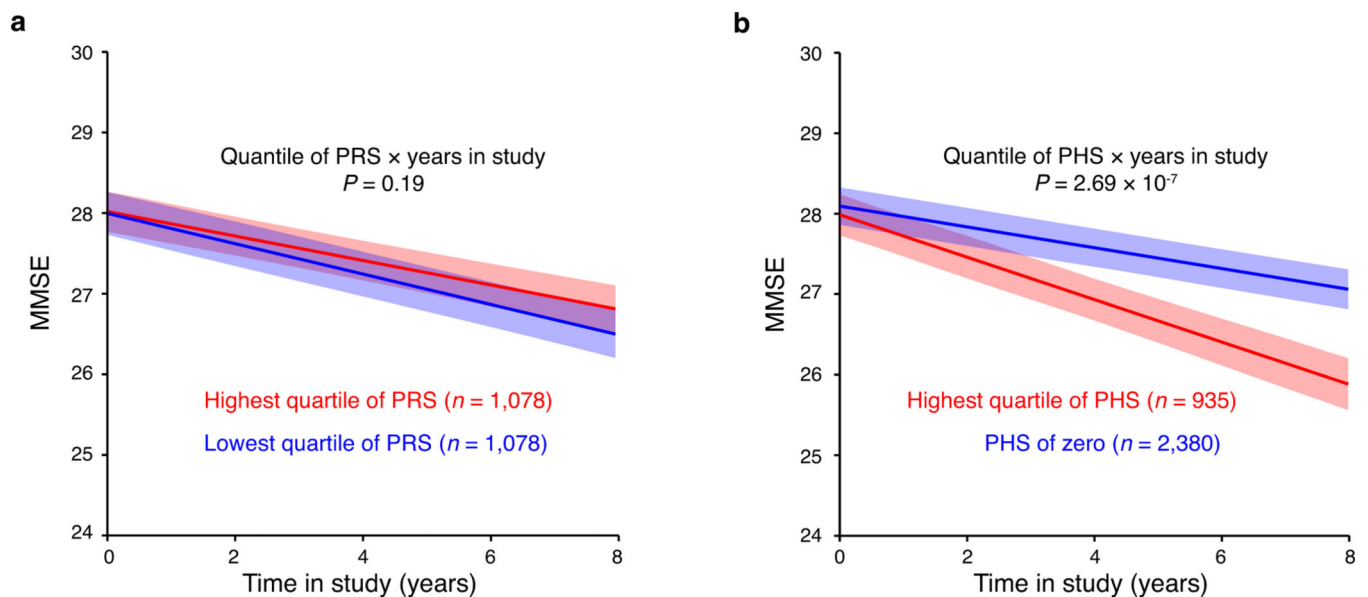 a
30
29
28
27
26
25
24
MMSE
Quantile of PRS × years in study
P = 0.19
Highest quartile of PRS (n = 1,078)
Lowest quartile of PRS (n = 1,078)
0 2 4 6 8
Time in study (years)
b
30
29
28
27
26
25
24
MMSE
Quantile of PHS × years in study
P = 2.69 × 10⁻⁷
Highest quartile of PHS (n = 935)
PHS of zero (n = 2,380)
0 2 4 6 8
Time in study (years)